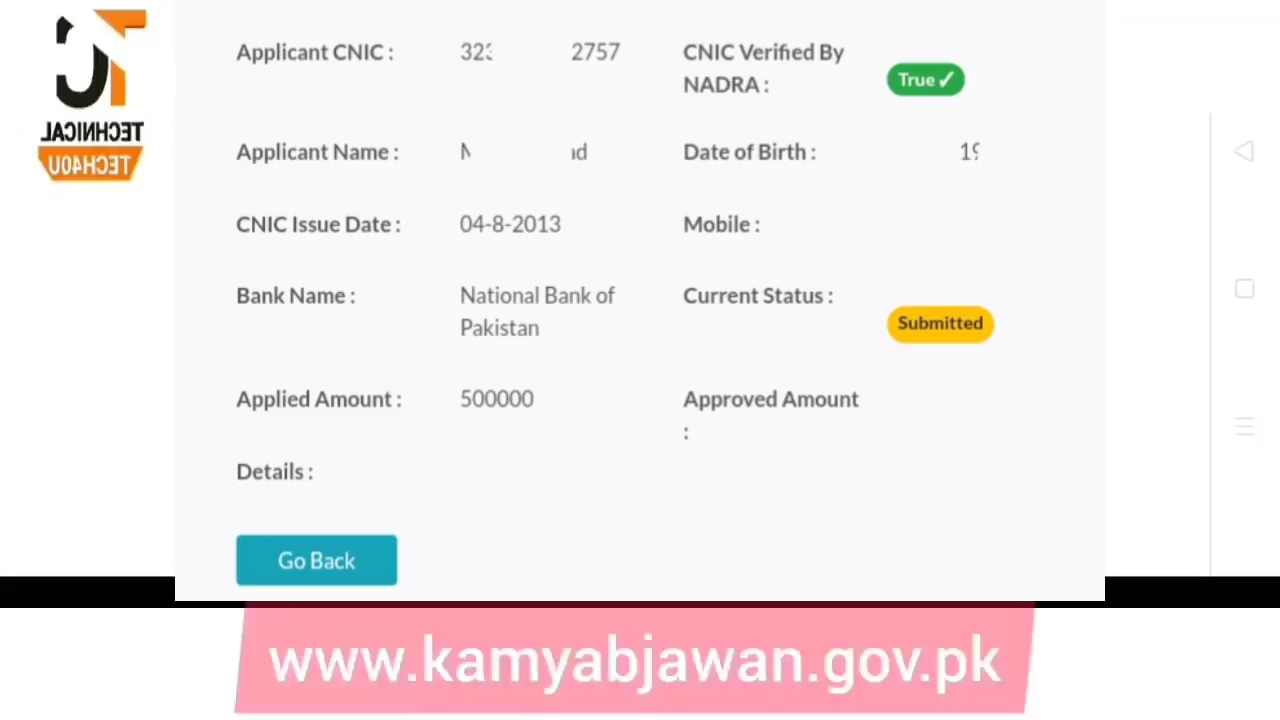 TECHNICAL
TECH4OU
Applicant CNIC : 323 2757 CNIC Verified By
NADRA : True ✓
Applicant Name : Date of Birth : 19
CNIC Issue Date : 04-8-2013 Mobile :
Bank Name : National Bank of Current Status :
Pakistan Submitted
Applied Amount : 500000 Approved Amount
:
Details :
Go Back
www.kamyabjawan.gov.pk